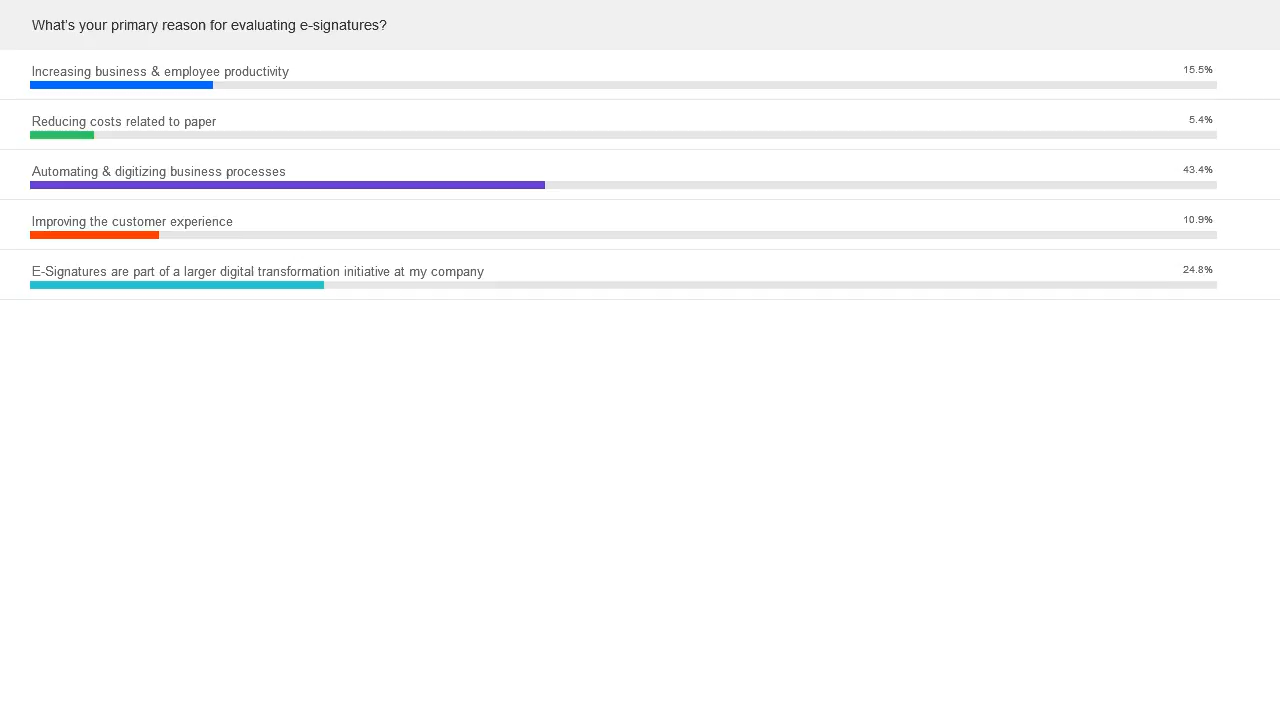 What's your primary reason for evaluating e-signatures?
Increasing business & employee productivity 15.5%
Reducing costs related to paper 5.4%
Automating & digitizing business processes 43.4%
Improving the customer experience 10.9%
E-Signatures are part of a larger digital transformation initiative at my company 24.8%